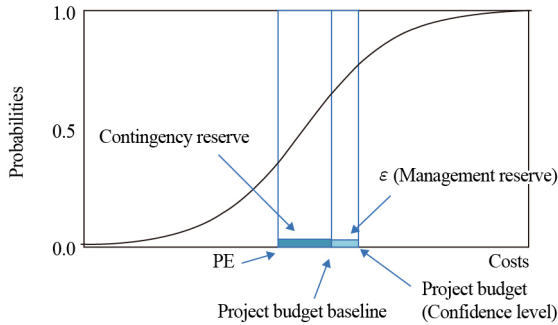 1.0
Probabilities
0.5
Contingency reserve
ε (Management reserve)
0.0
PE
Costs
Project budget baseline
Project budget
(Confidence level)